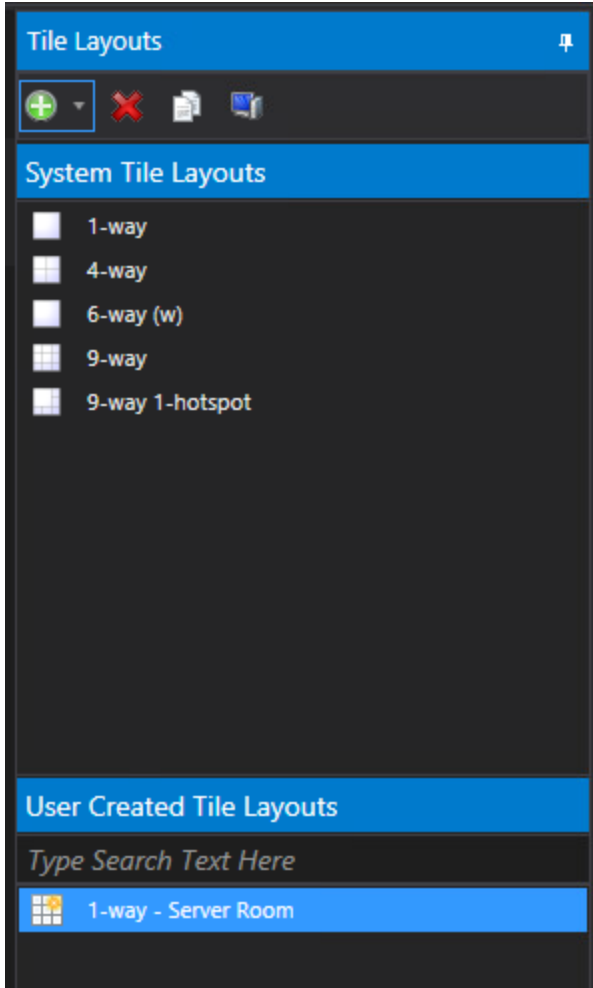 Tile Layouts
System Tile Layouts
1-way
4-way
6-way (w)
9-way
9-way 1-hotspot
User Created Tile Layouts
Type Search Text Here
1-way - Server Room